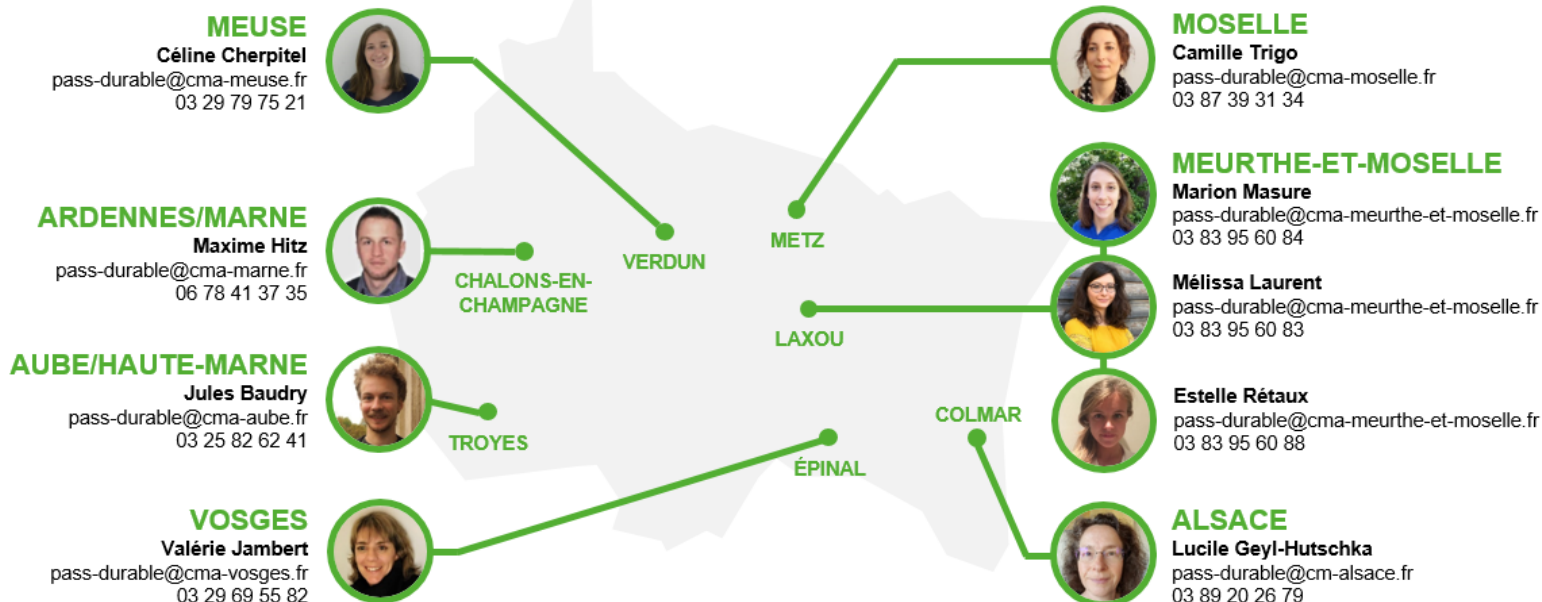 MEUSE
Céline Cherpitel
pass-durable@cma-meuse.fr
03 29 79 75 21
ARDENNES/MARNE
Maxime Hitz
pass-durable@cma-marne.fr
06 78 41 37 35
AUBE/HAUTE-MARNE
Jules Baudry
pass-durable@cma-aube.fr
03 25 82 62 41
VOSGES
Valérie Jambert
pass-durable@cma-vosges.fr
03 29 69 55 82
VERDUN
METZ
CHALONS-EN-
CHAMPAGNE
LAXOU
TROYES
COLMAR
ÉPINAL
MOSELLE
Camille Trigo
pass-durable@cma-moselle.fr
03 87 39 31 34
MEURTHE-ET-MOSELLE
Marion Masure
pass-durable@cma-meurthe-et-moselle.fr
03 83 95 60 84
Mélissa Laurent
pass-durable@cma-meurthe-et-moselle.fr
03 83 95 60 83
Estelle Rétaux
pass-durable@cma-meurthe-et-moselle.fr
03 83 95 60 88
ALSACE
Lucile Geyl-Hutschka
pass-durable@cm-alsace.fr
03 89 20 26 79